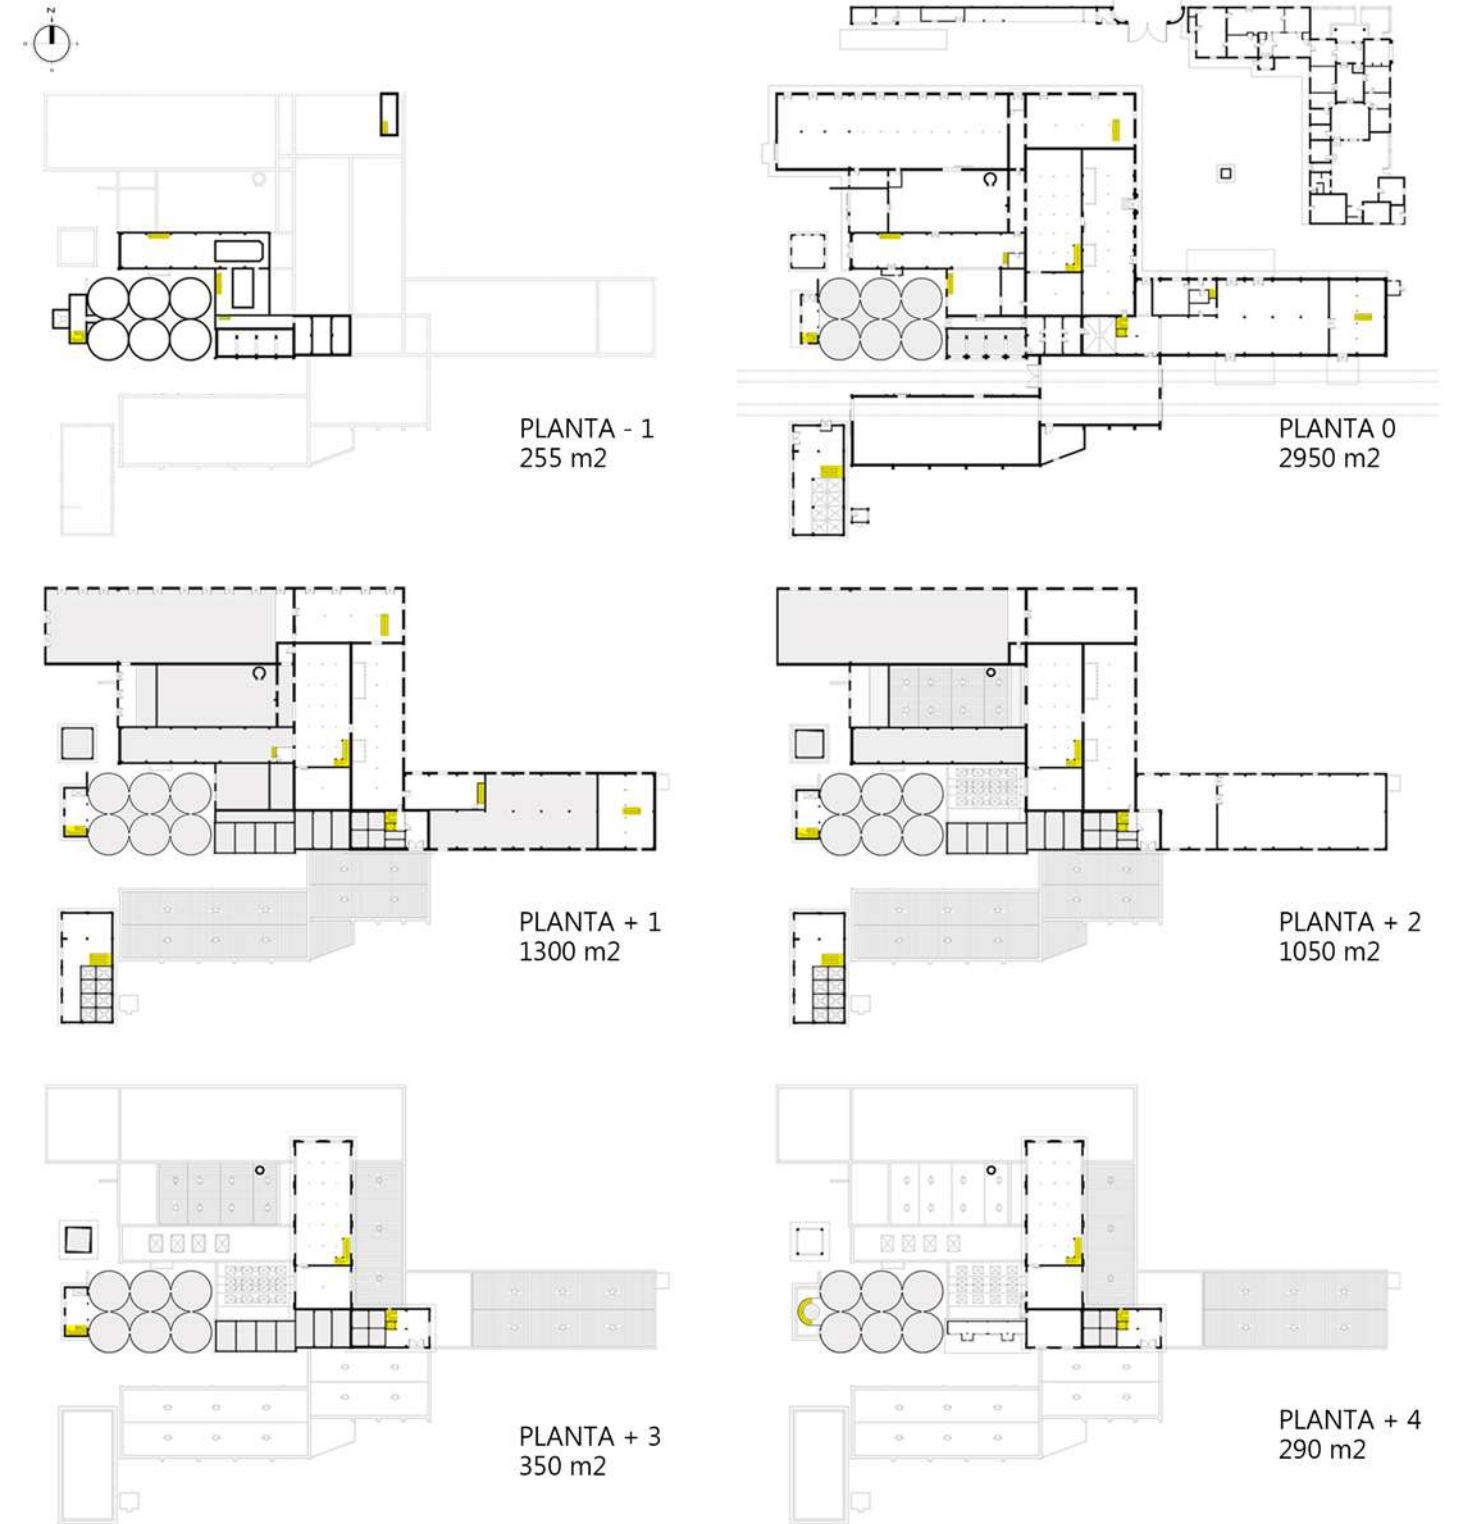 N
PLANTA - 1
255 m2
PLANTA 0
2950 m2
PLANTA + 1
1300 m2
PLANTA + 2
1050 m2
PLANTA + 3
350 m2
PLANTA + 4
290 m2